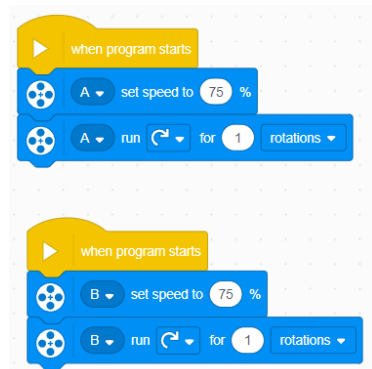 when program starts
A set speed to 75 %
A run for 1 rotations
when program starts
B set speed to 75 %
B run for 1 rotations